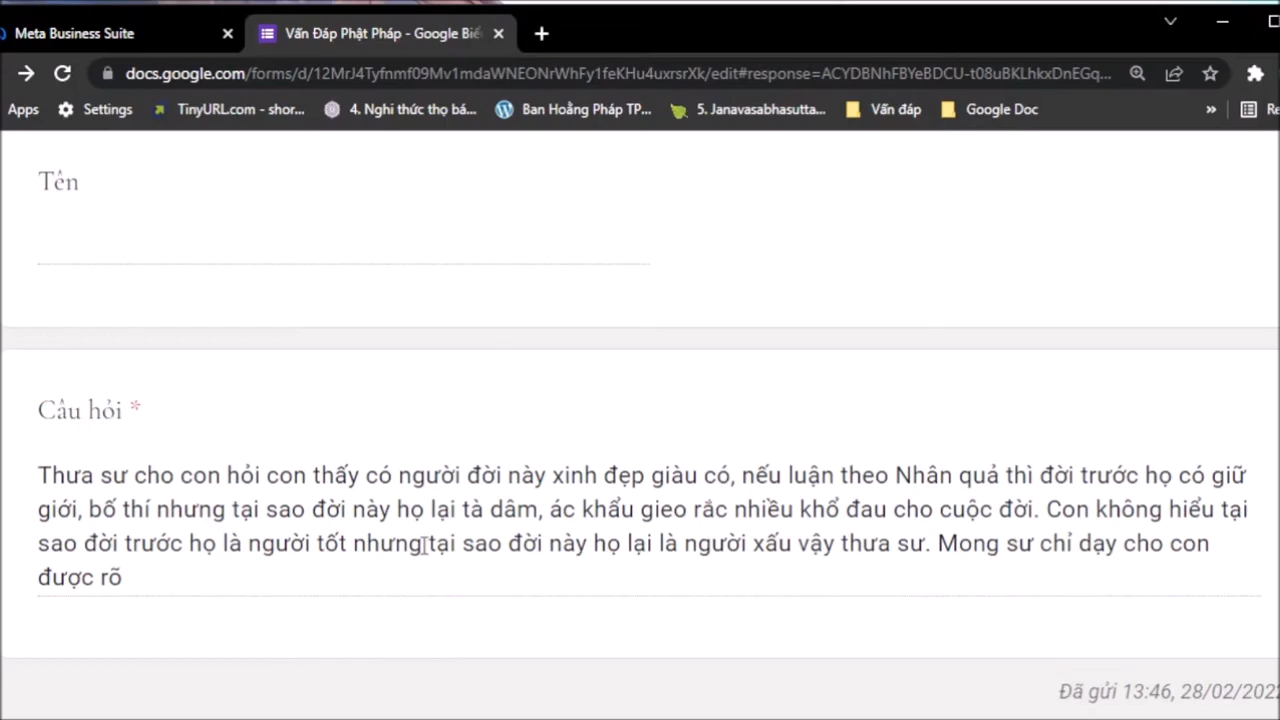 Meta Business Suite
Vấn Đáp Phật Pháp - Google Biể
docs.google.com/forms/d/12MrJ4Tyfnmf09Mv1mdaWNEONrWhFy1feKHu4uxrsrXk/edit#response=ACYDBNhFBYeBDCU-t08uBKLhkxDnEGq...
Apps Settings TinyURL.com - shor... 4. Nghi thức thọ bá... Ban Hoằng Pháp TP... 5. Janavasabhasutta... Vấn đáp Google Doc »
Tên
Câu hỏi *
Thưa sư cho con hỏi con thấy có người đời này xinh đẹp giàu có, nếu luận theo Nhân quả thì đời trước họ có giữ
giới, bố thí nhưng tại sao đời này họ lại tà dâm, ác khẩu gieo rắc nhiều khổ đau cho cuộc đời. Con không hiểu tại
sao đời trước họ là người tốt nhưng tại sao đời này họ lại là người xấu vậy thưa sư. Mong sư chỉ dạy cho con
được rõ
Đã gửi 13:46, 28/02/202